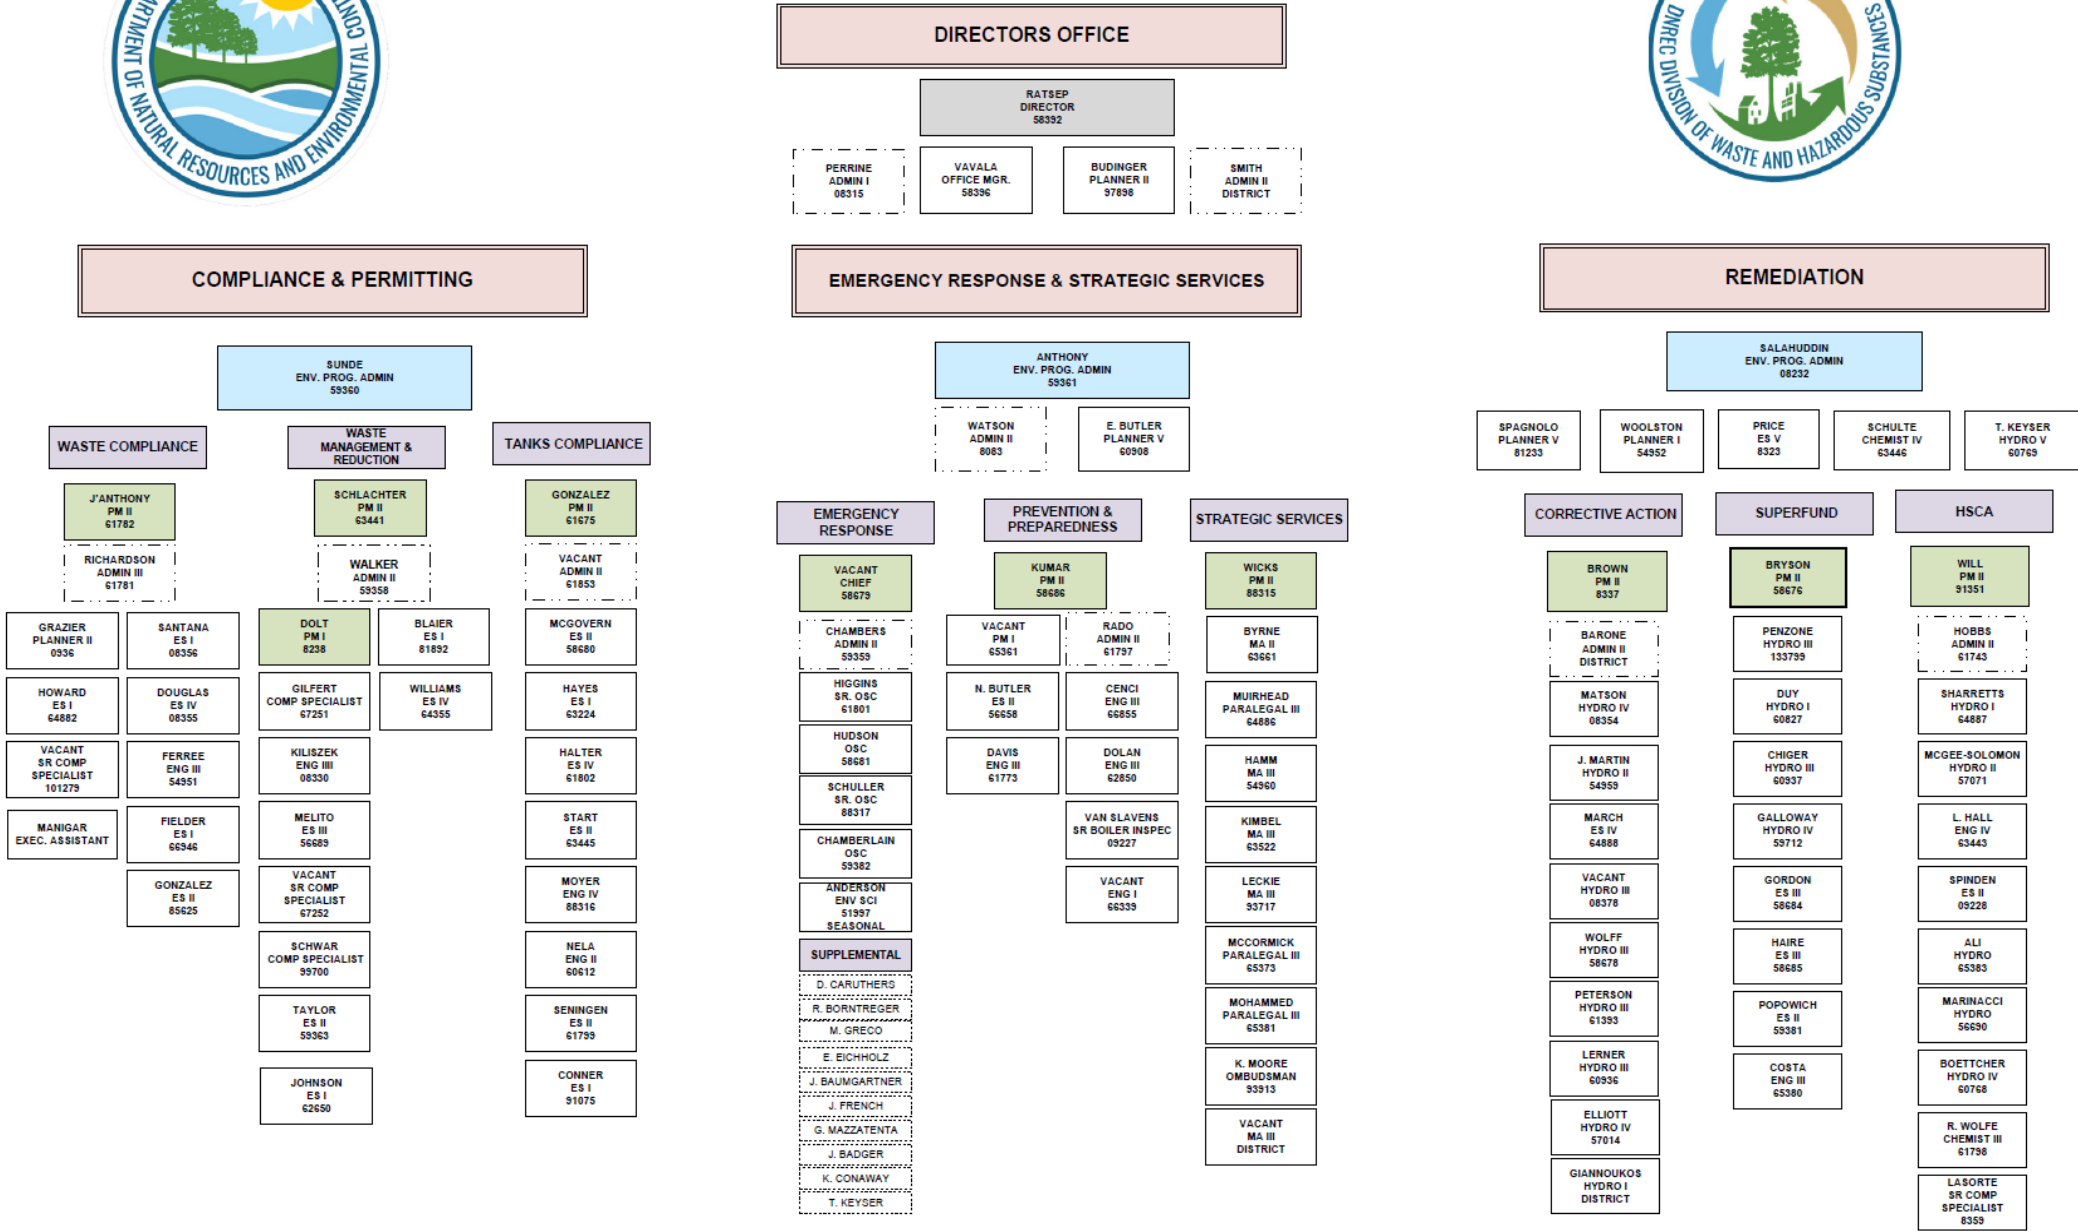 DEPARTMENT OF NATURAL RESOURCES AND ENVIRONMENTAL CONT
DNREC DIVISION OF WASTE AND HAZARDOUS SUBSTANCES
DIRECTORS OFFICE
RATSEP
DIRECTOR
58392
PERRINE
ADMIN I
08315
VAVALA
OFFICE MGR.
58396
BUDINGER
PLANNER II
97898
SMITH
ADMIN II
DISTRICT
COMPLIANCE & PERMITTING
SUNDE
ENV. PROG. ADMIN
59360
WASTE COMPLIANCE
J'ANTHONY
PM II
61782
RICHARDSON
ADMIN III
61781
GRAZIER
PLANNER II
0936
HOWARD
ES I
64882
VACANT
SR COMP
SPECIALIST
101279
MANIGAR
EXEC. ASSISTANT
SANTANA
ES I
08356
DOUGLAS
ES IV
08355
FERREE
ENG III
54951
FIELDER
ES I
66946
GONZALEZ
ES II
85625
WASTE
MANAGEMENT &
REDUCTION
SCHLACHTER
PM II
63441
WALKER
ADMIN II
59358
DOLT
PM I
8238
GILFERT
COMP SPECIALIST
67251
KILISZEK
ENG IIII
08330
MELITO
ES III
56689
VACANT
SR COMP
SPECIALIST
67252
SCHWAR
COMP SPECIALIST
99700
TAYLOR
ES II
59363
JOHNSON
ES I
62650
BLAIER
ES I
81892
WILLIAMS
ES IV
64355
TANKS COMPLIANCE
GONZALEZ
PM II
61675
VACANT
ADMIN II
61853
MCGOVERN
ES II
58680
HAYES
ES I
63224
HALTER
ES IV
61802
START
ES II
63445
MOYER
ENG IV
88316
NELA
ENG II
60612
SENINGEN
ES II
61799
CONNER
ES I
91075
EMERGENCY RESPONSE & STRATEGIC SERVICES
ANTHONY
ENV. PROG. ADMIN
59361
WATSON
ADMIN II
8083
E. BUTLER
PLANNER V
60908
EMERGENCY
RESPONSE
VACANT
CHIEF
58679
CHAMBERS
ADMIN II
59359
HIGGINS
SR. OSC
61801
HUDSON
OSC
58681
SCHULLER
SR. OSC
88317
CHAMBERLAIN
OSC
59382
ANDERSON
ENV SCI
51997
SEASONAL
SUPPLEMENTAL
D. CARUTHERS
R. BORNTREGER
M. GRECO
E. EICHHOLZ
J. BAUMGARTNER
J. FRENCH
G. MAZZATENTA
J. BADGER
K. CONAWAY
T. KEYSER
PREVENTION &
PREPAREDNESS
KUMAR
PM II
58686
VACANT
PM I
65361
N. BUTLER
ES II
56658
DAVIS
ENG III
61773
RADO
ADMIN II
61797
CENCI
ENG III
66855
DOLAN
ENG III
62850
VAN SLAVENS
SR BOILER INSPEC
09227
VACANT
ENG I
66339
STRATEGIC SERVICES
WICKS
PM II
88315
BYRNE
MA II
63661
MUIRHEAD
PARALEGAL III
64886
HAMM
MA III
54960
KIMBEL
MA III
63522
LECKIE
MA III
93717
MCCORMICK
PARALEGAL III
65373
MOHAMMED
PARALEGAL III
65381
K. MOORE
OMBUDSMAN
93913
VACANT
MA III
DISTRICT
REMEDIATION
SALAHUDDIN
ENV. PROG. ADMIN
08232
SPAGNOLO
PLANNER V
81233
WOOLSTON
PLANNER I
54952
PRICE
ES V
8323
SCHULTE
CHEMIST IV
63446
T. KEYSER
HYDRO V
60769
CORRECTIVE ACTION
BROWN
PM II
8337
BARONE
ADMIN II
DISTRICT
MATSON
HYDRO IV
08354
J. MARTIN
HYDRO II
54959
MARCH
ES IV
64888
VACANT
HYDRO III
08378
WOLFF
HYDRO III
58678
PETERSON
HYDRO III
61393
LERNER
HYDRO III
60936
ELLIOTT
HYDRO IV
57014
GIANNOUKOS
HYDRO I
DISTRICT
SUPERFUND
BRYSON
PM II
58676
PENZONE
HYDRO III
133799
DUY
HYDRO I
60827
CHIGER
HYDRO III
60937
GALLOWAY
HYDRO IV
59712
GORDON
ES III
58684
HAIRE
ES III
58685
POPOWICH
ES II
59381
COSTA
ENG III
65380
HSCA
WILL
PM II
91351
HOBBS
ADMIN II
61743
SHARRETTS
HYDRO I
64887
MCGEE-SOLOMON
HYDRO II
57071
L. HALL
ENG IV
63443
SPINDEN
ES II
09228
ALI
HYDRO
65383
MARINACCI
HYDRO
56690
BOETTCHER
HYDRO IV
60768
R. WOLFE
CHEMIST III
61798
LASORTE
SR COMP
SPECIALIST
8359